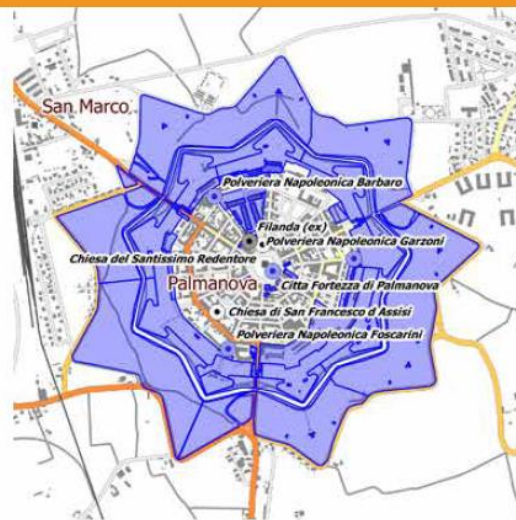 San Marco
Polveriera Napoleonica Barbaro
Filanda (ex)
Polveriera Napoleonica Garzoni
Chiesa del Santissimo Redentore
Palmanova
Citta Fortezza di Palmanova
Chiesa di San Francesco d Assisi
Polveriera Napoleonica Foscarini